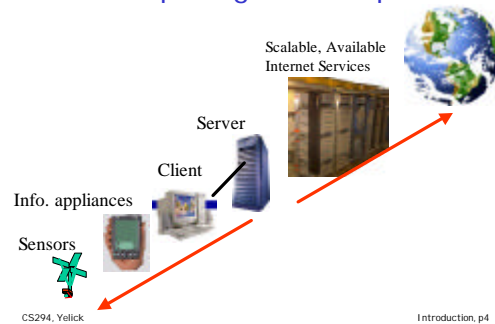 Scalable, Available
Internet Services
Server
Client
Info. appliances
Sensors
CS294, Yelick
Introduction, p4